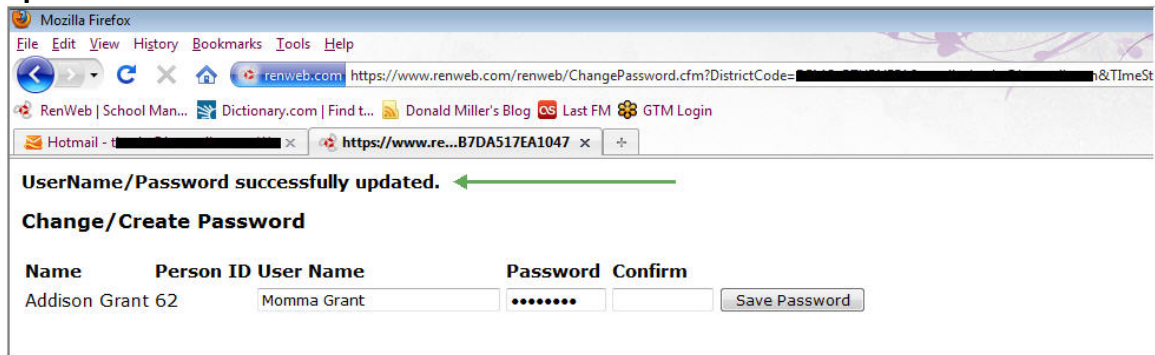 Mozilla Firefox
File Edit View History Bookmarks Tools Help
renweb.com https://www.renweb.com/renweb/ChangePassword.cfm?DistrictCode= &TImeSt
RenWeb | School Man... Dictionary.com | Find t... Donald Miller's Blog Last FM GTM Login
Hotmail - t https://www.re...B7DA517EA1047
UserName/Password successfully updated.
Change/Create Password
Name Person ID User Name Password Confirm
Addison Grant 62 Momma Grant •••••••• Save Password